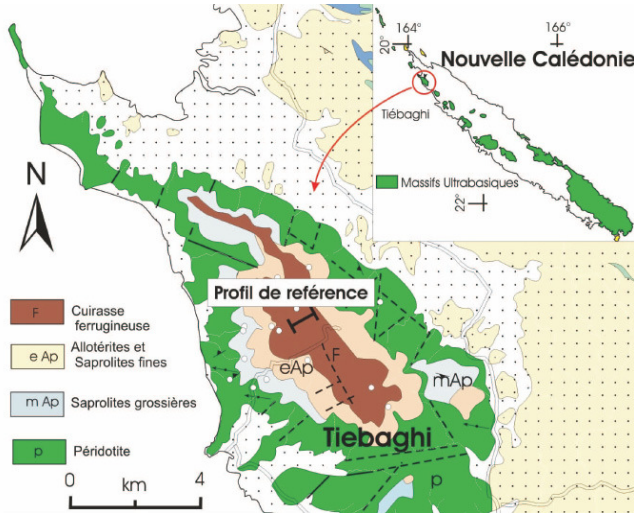 164°
166°
20°
Nouvelle Calédonie
Tiébaghi
Massifs Ultrabasiques
22°
N
Profil de reférence
F
Cuirasse
ferrugineuse
e Ap
Allotérites et
Saprolites fines
m Ap
Saprolites grossières
p
Péridotite
0 4
km
F
eAp
mAp
Tiebaghi
p